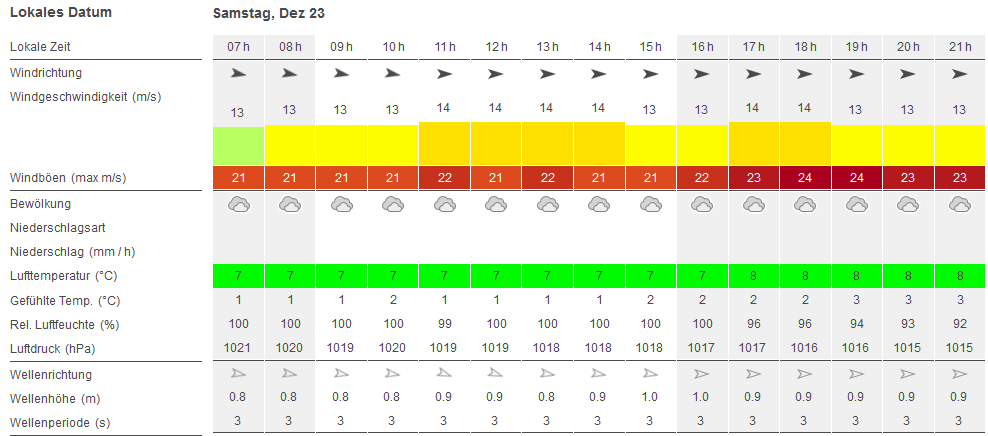 Lokales Datum Samstag, Dez 23
Lokale Zeit 07 h 08 h 09 h 10 h 11 h 12 h 13 h 14 h 15 h 16 h 17 h 18 h 19 h 20 h 21 h
Windrichtung
Windgeschwindigkeit (m/s) 13 13 13 13 14 14 14 14 13 13 14 14 13 13 13
Windböen (max m/s) 21 21 21 21 22 21 22 21 21 22 23 24 24 23 23
Bewölkung
Niederschlagsart
Niederschlag (mm / h)
Lufttemperatur (°C) 7 7 7 7 7 7 7 7 7 7 8 8 8 8 8
Gefühlte Temp. (°C) 1 1 1 2 1 1 1 1 2 2 2 2 3 3 3
Rel. Luftfeuchte (%) 100 100 100 100 99 100 100 100 100 100 96 96 94 93 92
Luftdruck (hPa) 1021 1020 1019 1020 1019 1019 1018 1018 1018 1017 1017 1016 1016 1015 1015
Wellenrichtung
Wellenhöhe (m) 0.8 0.8 0.8 0.8 0.9 0.9 0.8 0.9 1.0 1.0 0.9 0.9 0.9 0.9 0.9
Wellenperiode (s) 3 3 3 3 3 3 3 3 3 3 3 3 3 3 3